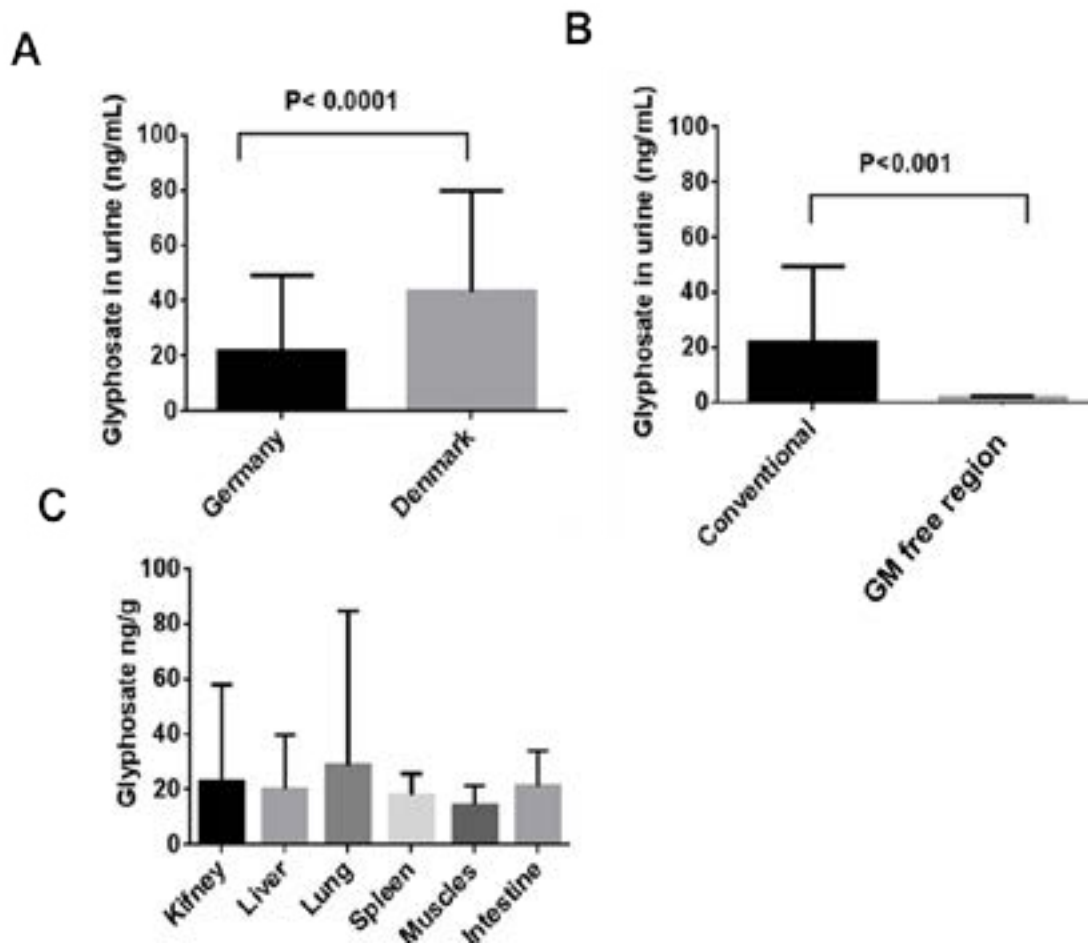 A
P< 0.0001
Glyphosate in urine (ng/mL)
100
80
60
40
20
0
Germany
Denmark
B
P<0.001
Glyphosate in urine (ng/mL)
100
80
60
40
20
0
Conventional
GM free region
C
Glyphosate ng/g
100
80
60
40
20
0
Kifney
Liver
Lung
Spleen
Muscles
Intestine